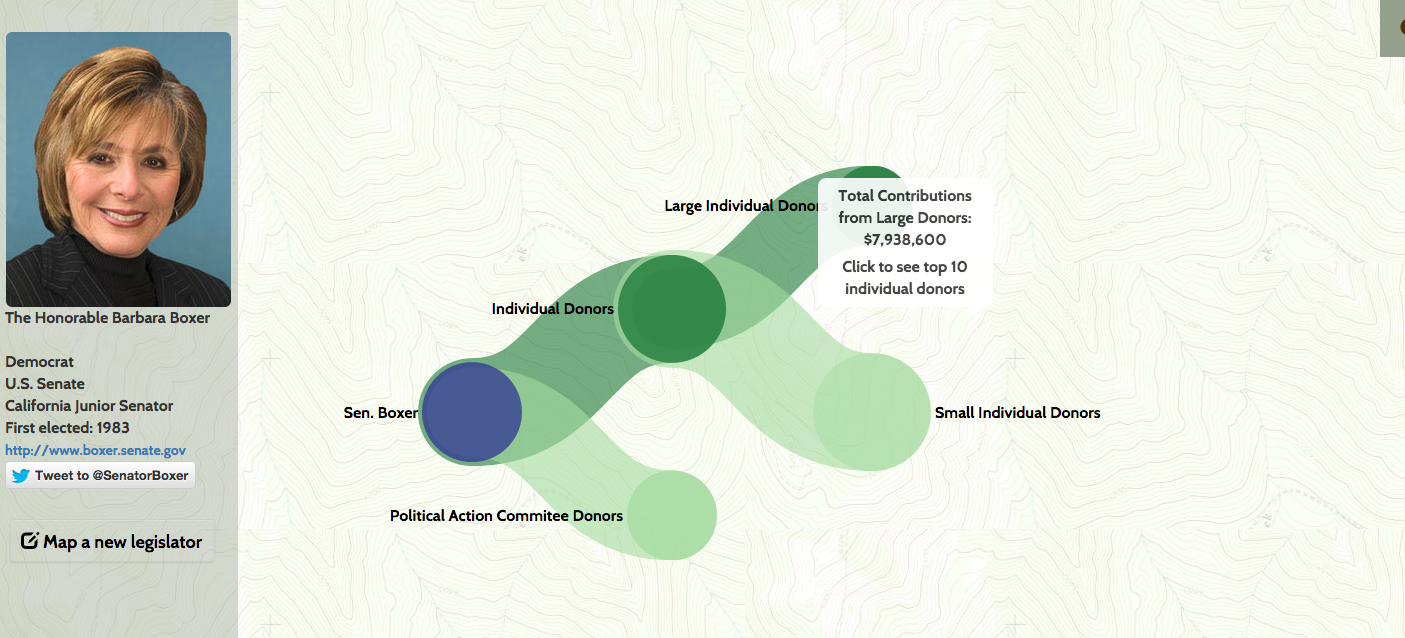 The Honorable Barbara Boxer
Democrat
U.S. Senate
California Junior Senator
First elected: 1983
http://www.boxer.senate.gov
Tweet to @SenatorBoxer
Map a new legislator
Large Individual Donors
Total Contributions
from Large Donors:
$7,938,600
Click to see top 10
individual donors
Individual Donors
Sen. Boxer
Small Individual Donors
Political Action Commitee Donors